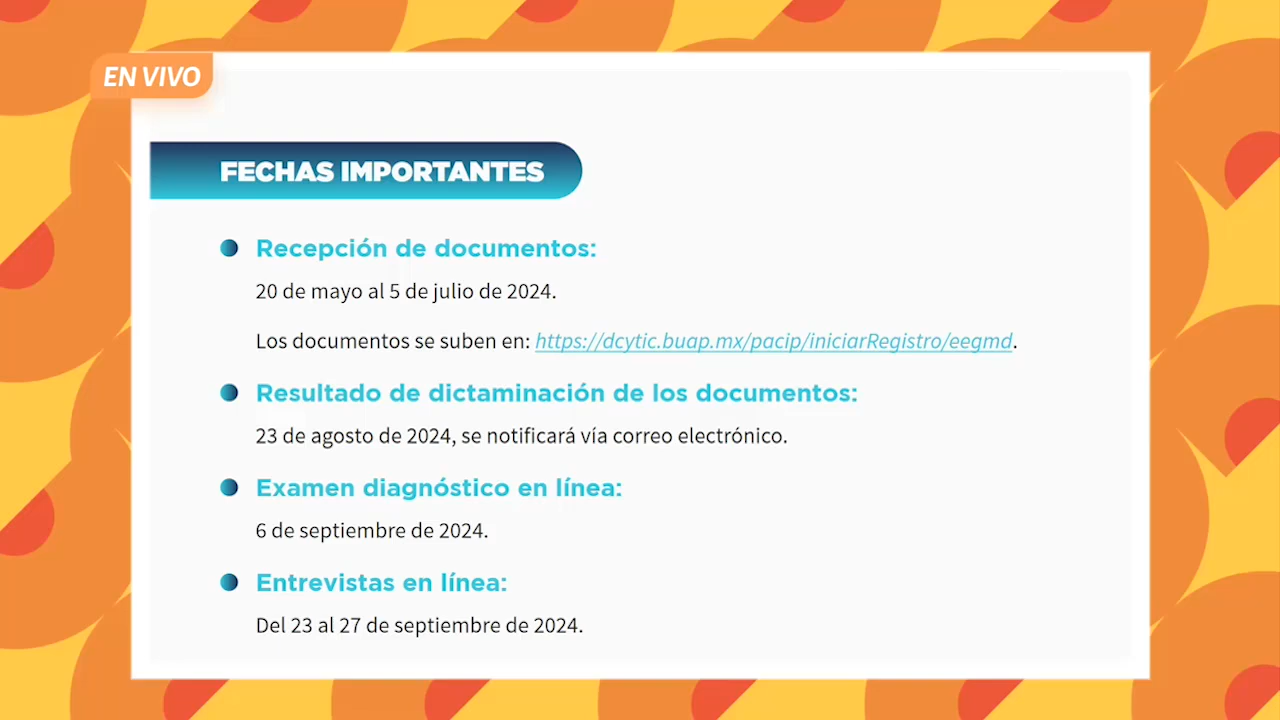 EN VIVO
FECHAS IMPORTANTES
Recepción de documentos:
20 de mayo al 5 de julio de 2024.
Los documentos se suben en: https://dcytic.buap.mx/pacip/iniciarRegistro/eegmd.
Resultado de dictaminación de los documentos:
23 de agosto de 2024, se notificará vía correo electrónico.
Examen diagnóstico en línea:
6 de septiembre de 2024.
Entrevistas en línea:
Del 23 al 27 de septiembre de 2024.